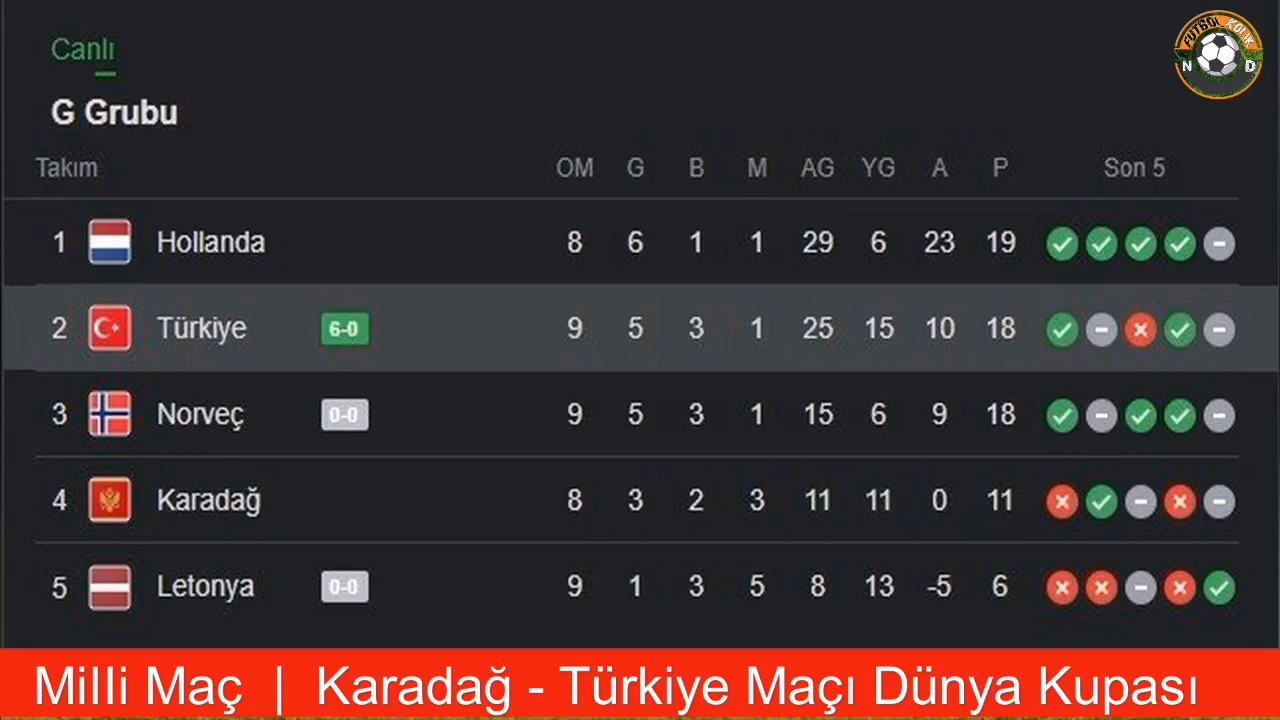 FUTBOL KOLİK
N D
Canlı
G Grubu
Takım OM G B M AG YG A P Son 5
1 Hollanda 8 6 1 1 29 6 23 19
2 Türkiye 6-0 9 5 3 1 25 15 10 18
3 Norveç 0-0 9 5 3 1 15 6 9 18
4 Karadağ 8 3 2 3 11 11 0 11
5 Letonya 0-0 9 1 3 5 8 13 -5 6
Milli Maç | Karadağ - Türkiye Maçı Dünya Kupası